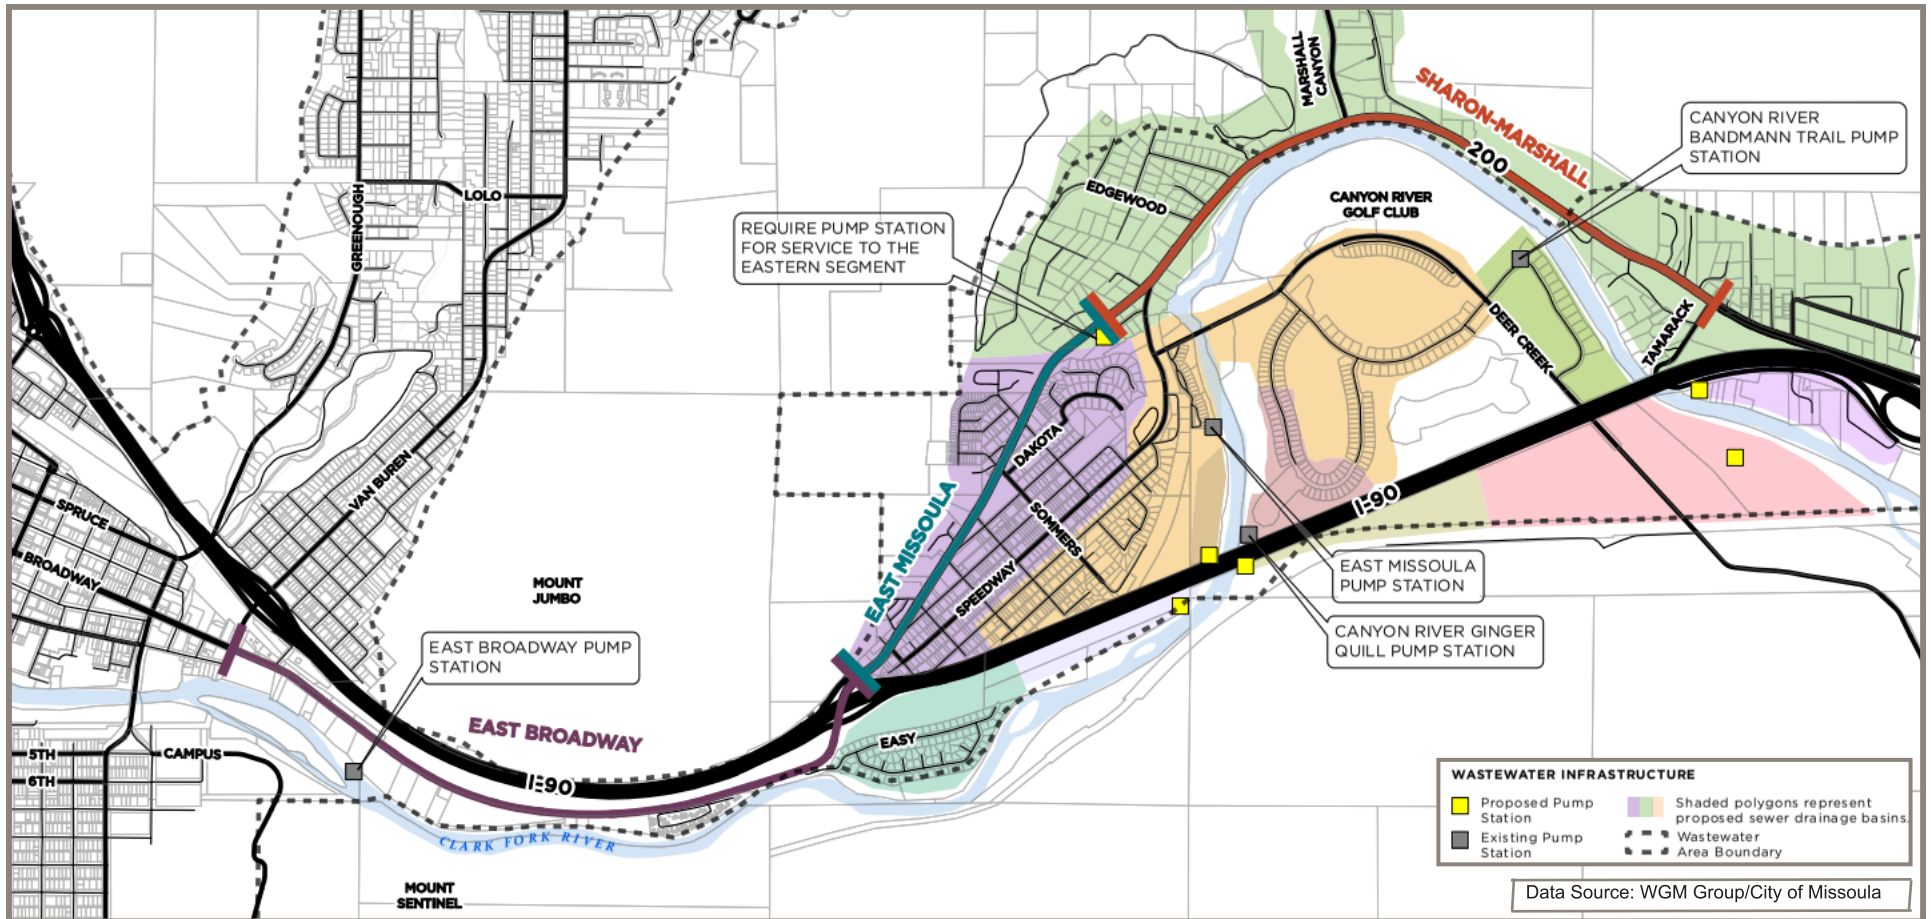 MARSHALL
CANYON
SHARON-MARSHALL
200
CANYON RIVER
BANDMANN TRAIL PUMP
STATION
GREENOUGH
LOLO
EDGEWOOD
CANYON RIVER
GOLF CLUB
REQUIRE PUMP STATION
FOR SERVICE TO THE
EASTERN SEGMENT
DEER CREEK
TAMARACK
VAN BUREN
DAKOTA
SPRUCE
BROADWAY
EAST MISSOULA
SOMMERS
I-90
MOUNT
JUMBO
SPEEDWAY
EAST MISSOULA
PUMP STATION
CANYON RIVER GINGER
QUILL PUMP STATION
EAST BROADWAY PUMP
STATION
EAST BROADWAY
EASY
5TH
CAMPUS
6TH
I-90
CLARK FORK RIVER
MOUNT
SENTINEL
WASTEWATER INFRASTRUCTURE
Proposed Pump
Station
Existing Pump
Station
Shaded polygons represent
proposed sewer drainage basins.
Wastewater
Area Boundary
Data Source: WGM Group/City of Missoula